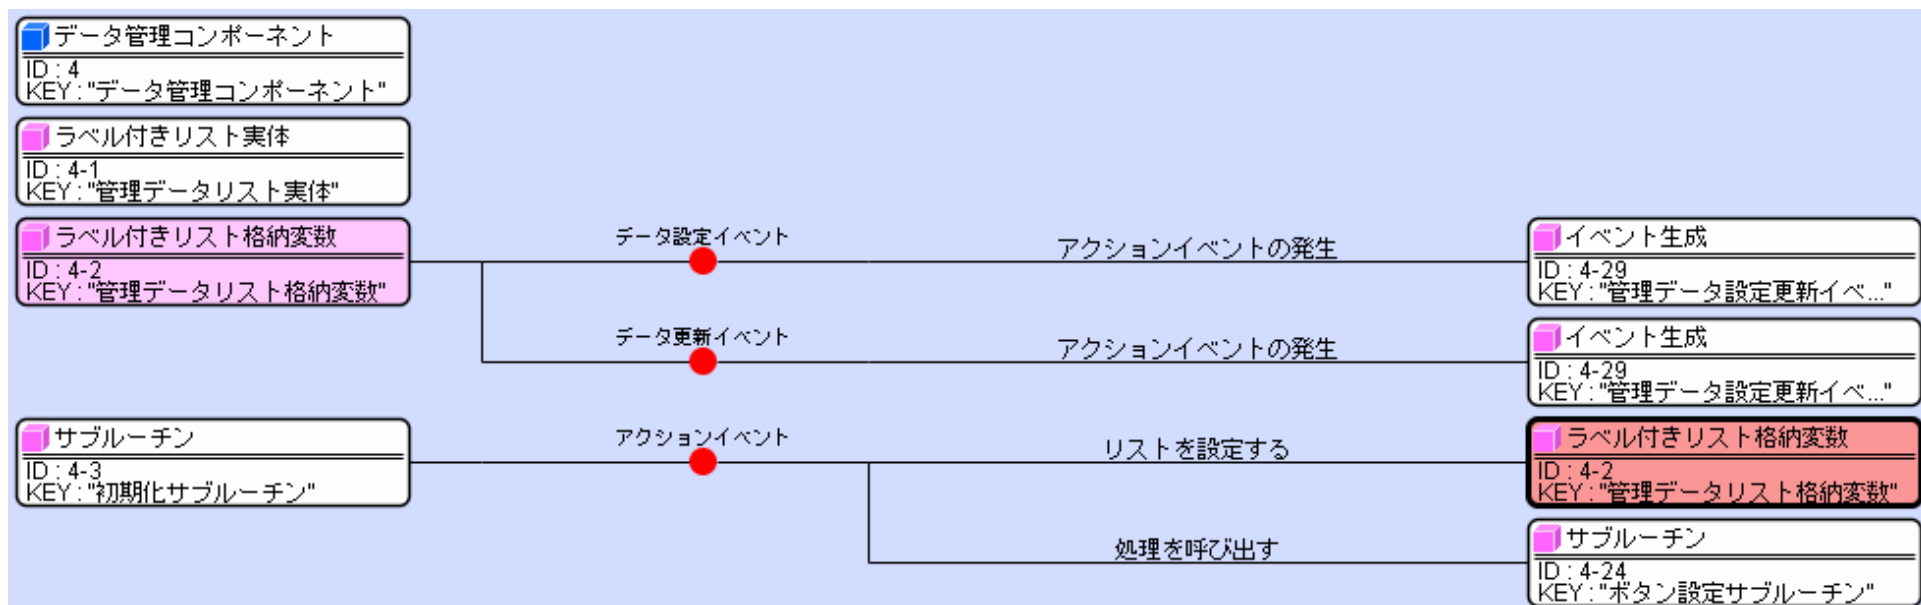 データ管理コンポーネント
ID : 4
KEY : "データ管理コンポーネント"
ラベル付きリスト実体
ID : 4-1
KEY : "管理データリスト実体"
ラベル付きリスト格納変数
ID : 4-2
KEY : "管理データリスト格納変数"
データ設定イベント
アクションイベントの発生
イベント生成
ID : 4-29
KEY : "管理データ設定更新イベ..."
データ更新イベント
アクションイベントの発生
イベント生成
ID : 4-29
KEY : "管理データ設定更新イベ..."
サブルーチン
ID : 4-3
KEY : "初期化サブルーチン"
アクションイベント
リストを設定する
ラベル付きリスト格納変数
ID : 4-2
KEY : "管理データリスト格納変数"
処理を呼び出す
サブルーチン
ID : 4-24
KEY : "ボタン設定サブルーチン"